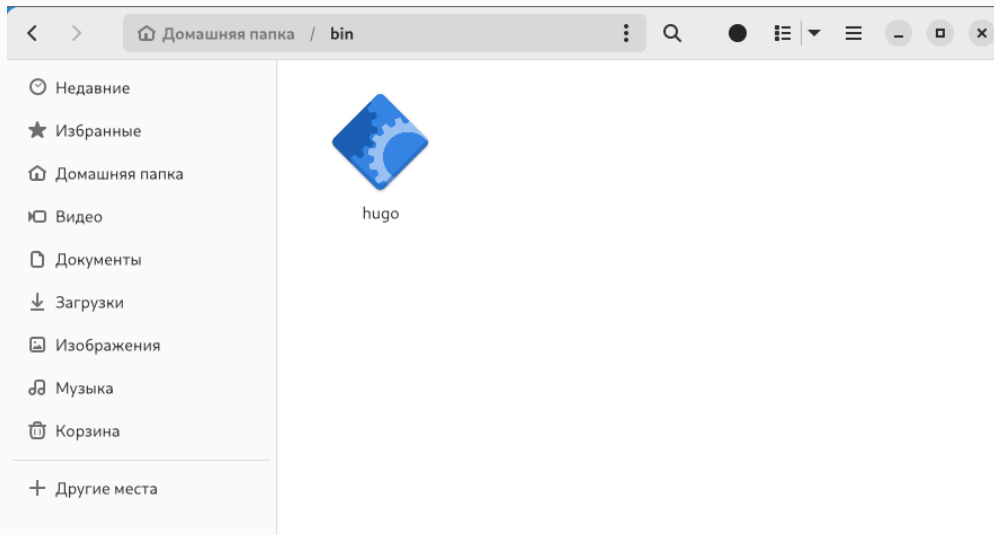 Домашняя папка / bin
Недавние
Избранные
Домашняя папка
Видео
Документы
Загрузки
Изображения
Музыка
Корзина
Другие места
hugo